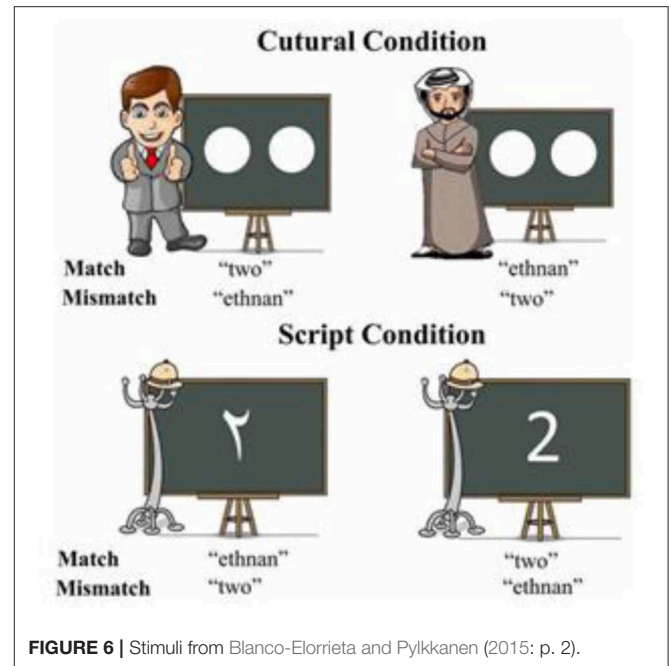 Cutural Condition
Match “two” “ethnan”
Mismatch “ethnan” “two”
Script Condition
٢ 2
Match “ethnan” “two”
Mismatch “two” “ethnan”
FIGURE 6 | Stimuli from Blanco-Elorrieta and Pylkkanen (2015: p. 2).